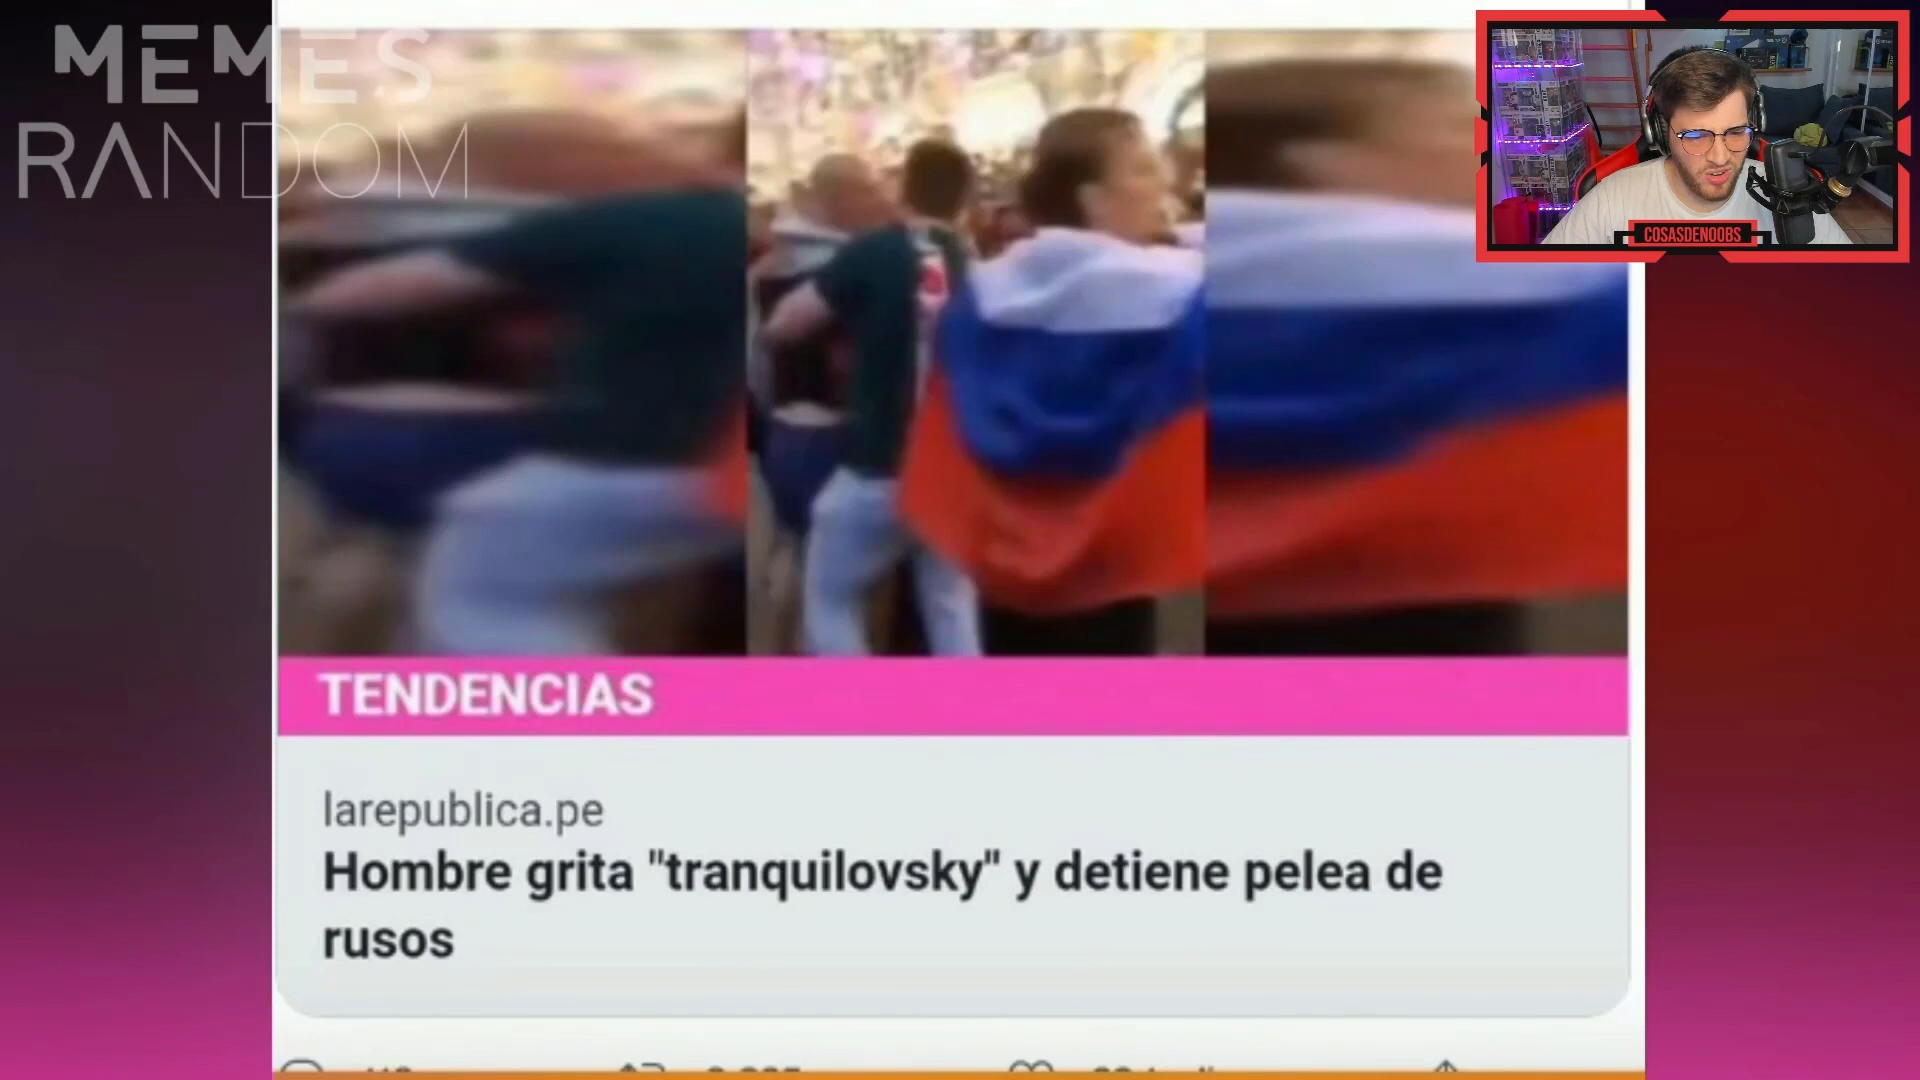 MEMES
RANDOM
COSASDENOOBS
TENDENCIAS
larepublica.pe
Hombre grita "tranquilovsky" y detiene pelea de
rusos